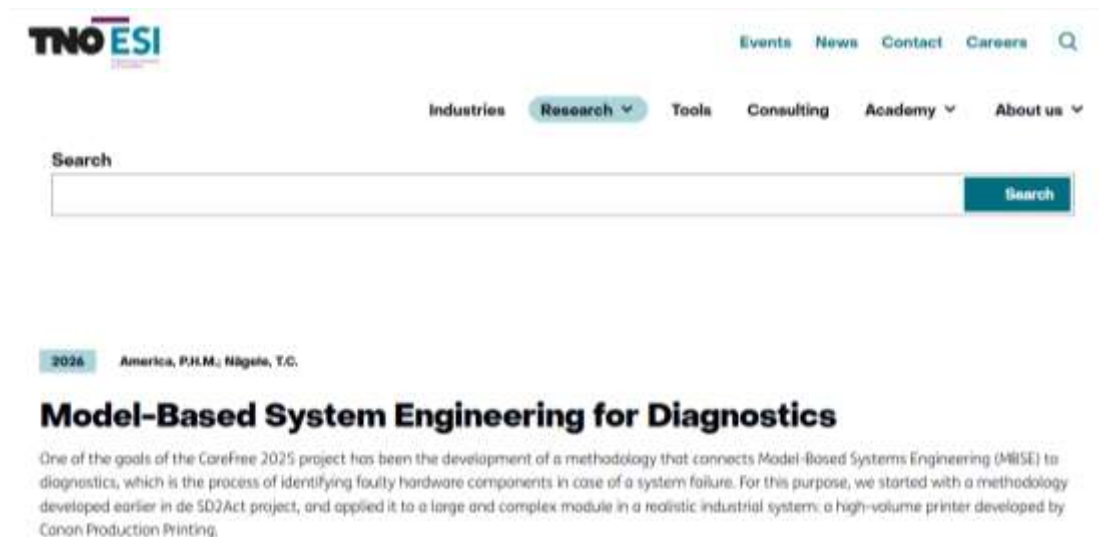 TNO ESI
Events News Contact Careers
Industries Research Tools Consulting Academy About us
Search
Search
2026 America, P.H.M.; Nägele, T.C.
Model-Based System Engineering for Diagnostics
One of the goals of the CareFree 2025 project has been the development of a methodology that connects Model-Based Systems Engineering (MBSE) to
diagnostics, which is the process of identifying faulty hardware components in case of a system failure. For this purpose, we started with a methodology
developed earlier in de SD2Act project, and applied it to a large and complex module in a realistic industrial system: a high-volume printer developed by
Canon Production Printing.